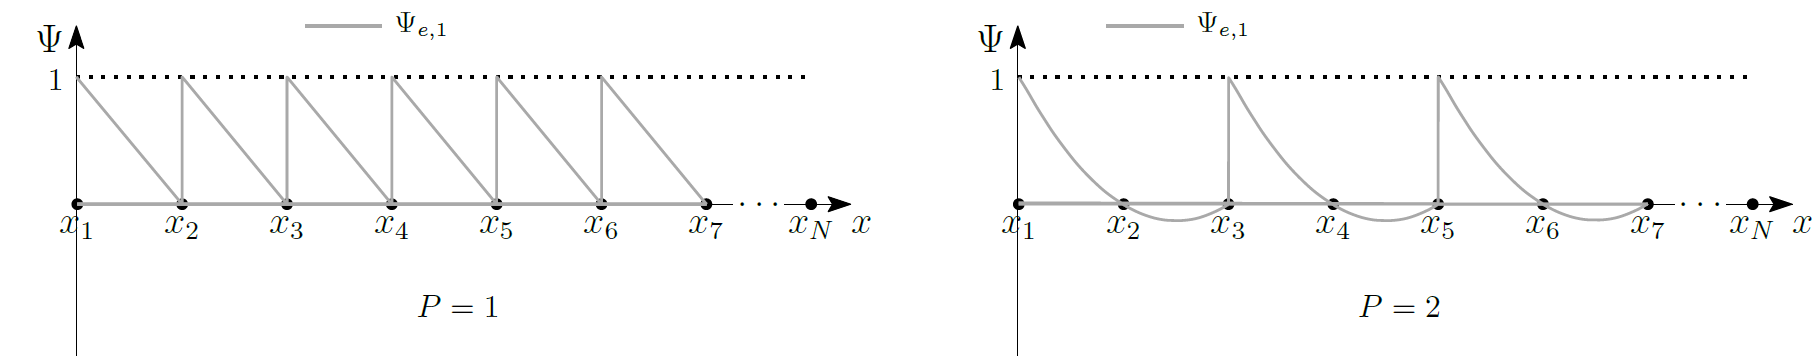 Ψ
Ψ_{e,1}
1
x_1 x_2 x_3 x_4 x_5 x_6 x_7 ··· x_N x
P = 1
Ψ
Ψ_{e,1}
1
x_1 x_2 x_3 x_4 x_5 x_6 x_7 ··· x_N x
P = 2